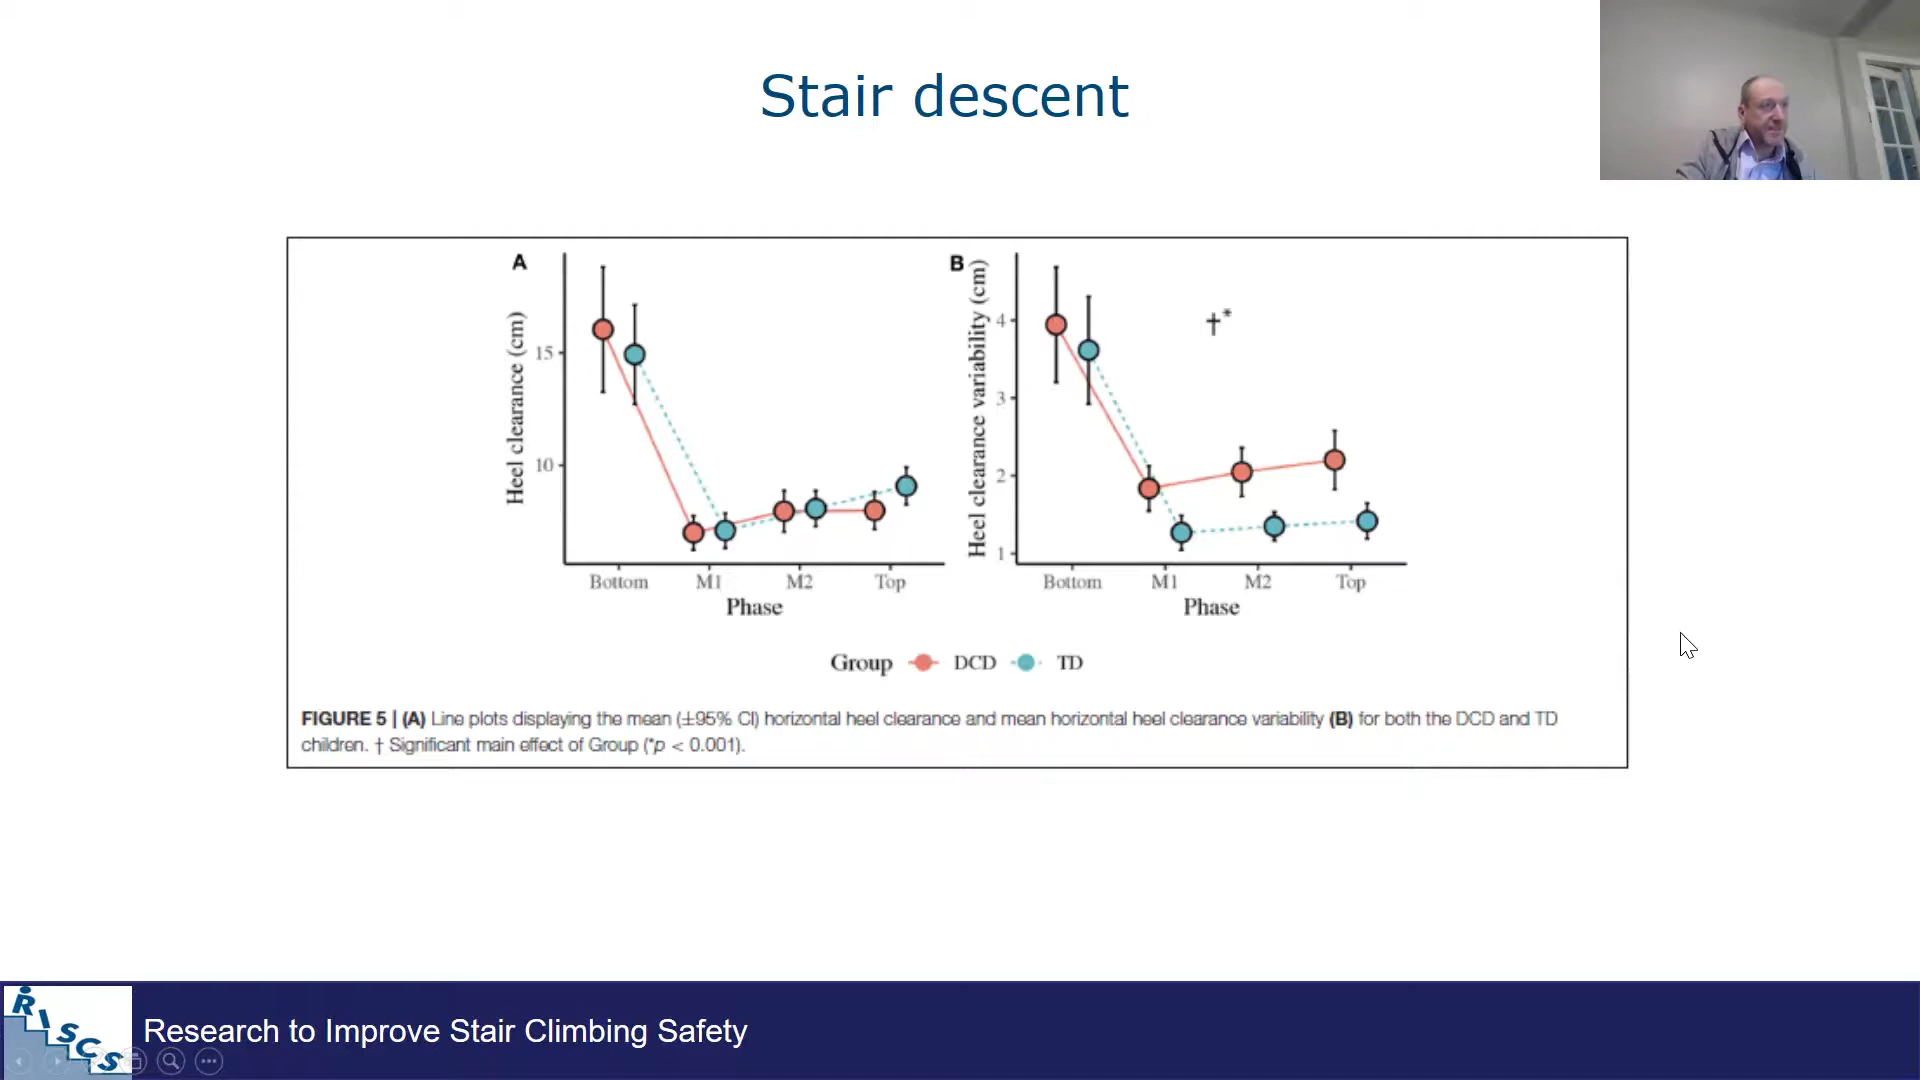 Stair descent
A
Heel clearance (cm)
15
10
Bottom M1 M2 Top
Phase
B
Heel clearance variability (cm)
4
3
2
1
†*
Bottom M1 M2 Top
Phase
Group DCD TD
FIGURE 5 | (A) Line plots displaying the mean (±95% CI) horizontal heel clearance and mean horizontal heel clearance variability (B) for both the DCD and TD
children. † Significant main effect of Group (*p < 0.001).
RISCS
Research to Improve Stair Climbing Safety